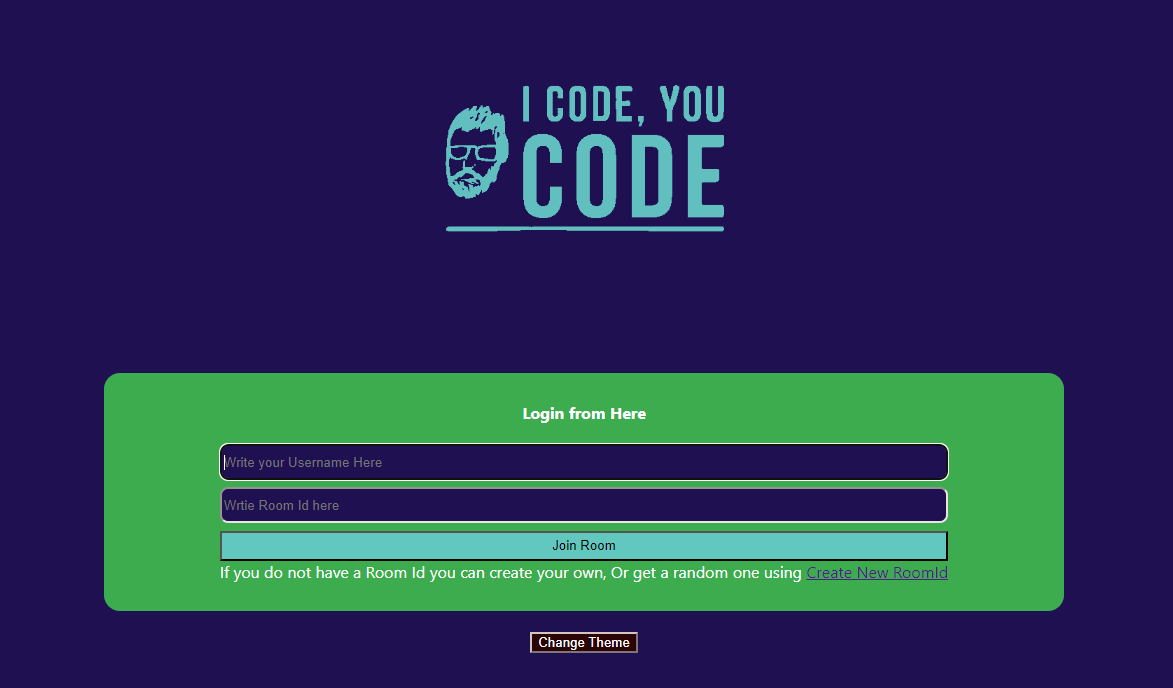 I CODE, YOU
CODE
Login from Here
Write your Username Here
Wrtie Room Id here
Join Room
If you do not have a Room Id you can create your own, Or get a random one using Create New RoomId
Change Theme